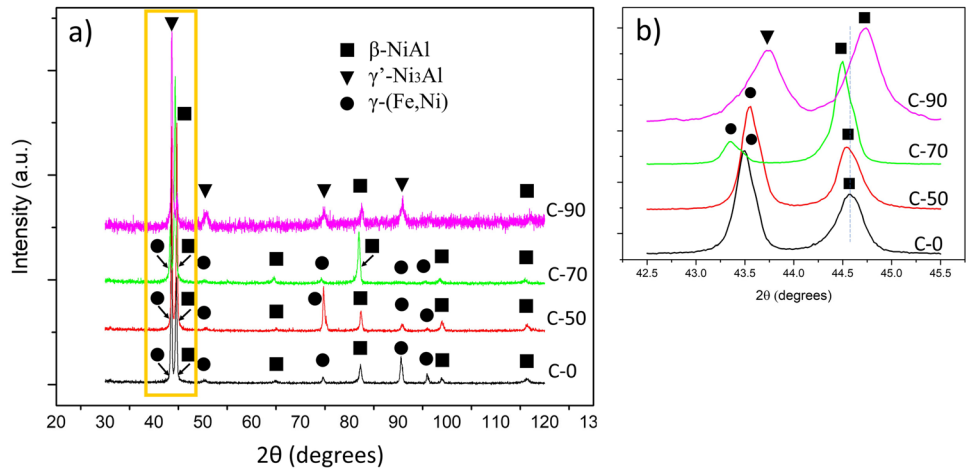 a)
β-NiAl
γ’-Ni3Al
γ-(Fe,Ni)
C-90
C-70
C-50
C-0
Intensity (a.u.)
20 30 40 50 60 70 80 90 100 110 120 13
2θ (degrees)
b)
C-90
C-70
C-50
C-0
42.5 43.0 43.5 44.0 44.5 45.0 45.5
2θ (degrees)